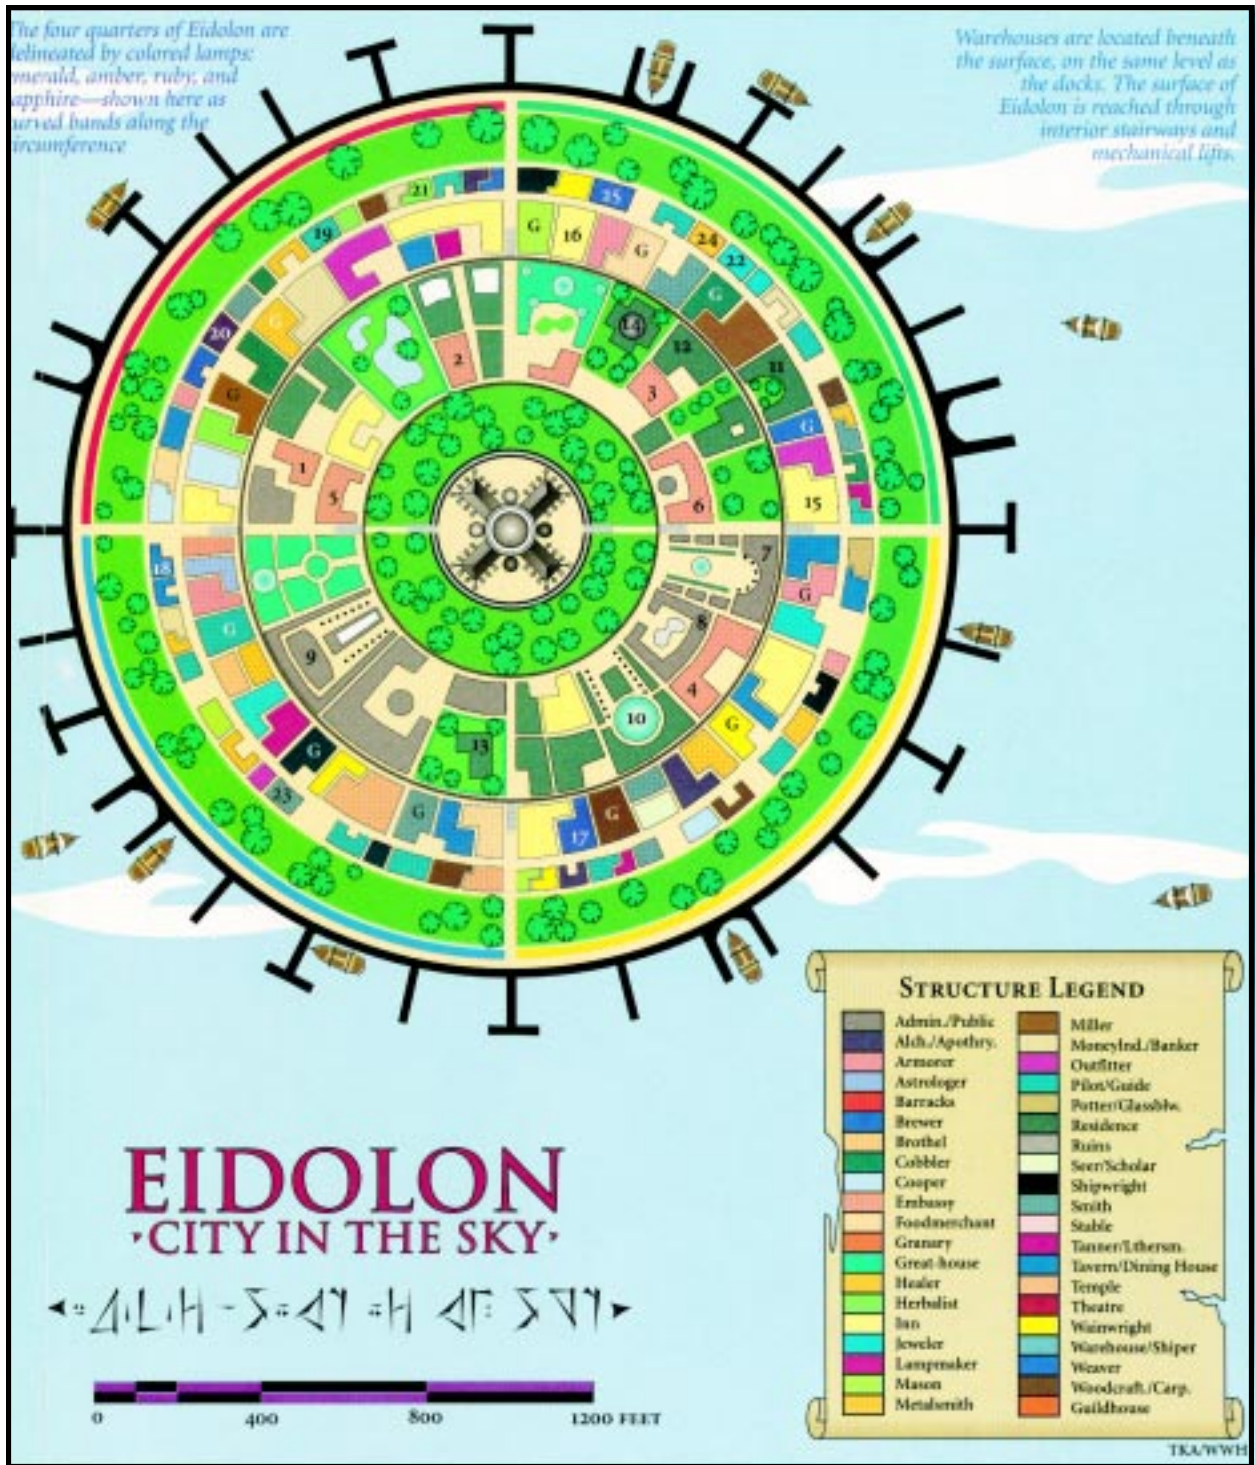 The four quarters of Eidolon are
delineated by colored lamps:
emerald, amber, ruby, and
sapphire—shown here as
curved bands along the
circumference
Warehouses are located beneath
the surface, on the same level as
the docks. The surface of
Eidolon is reached through
interior stairways and
mechanical lifts.
21
25
19
G
16
G
24
22
20
G
2
14
G
12
11
3
G
G
1
5
6
15
18
7
G
G
8
9
4
10
G
G
13
23
G
17
G
STRUCTURE LEGEND
Admin./Public
Alch./Apothry.
Armorer
Astrologer
Barracks
Brewer
Brothel
Cobbler
Cooper
Embassy
Foodmerchant
Granary
Great-house
Healer
Herbalist
Inn
Jeweler
Lampmaker
Mason
Metalsmith
Miller
Moneylnd./Banker
Outfitter
Pilot/Guide
Potter/Glassblw.
Residence
Ruins
Seer/Scholar
Shipwright
Smith
Stable
Tanner/Lthersm.
Tavern/Dining House
Temple
Theatre
Wainwright
Warehouse/Shiper
Weaver
Woodcraft./Carp.
Guildhouse
EIDOLON
·CITY IN THE SKY·
0 400 800 1200 FEET
TKA/WWH